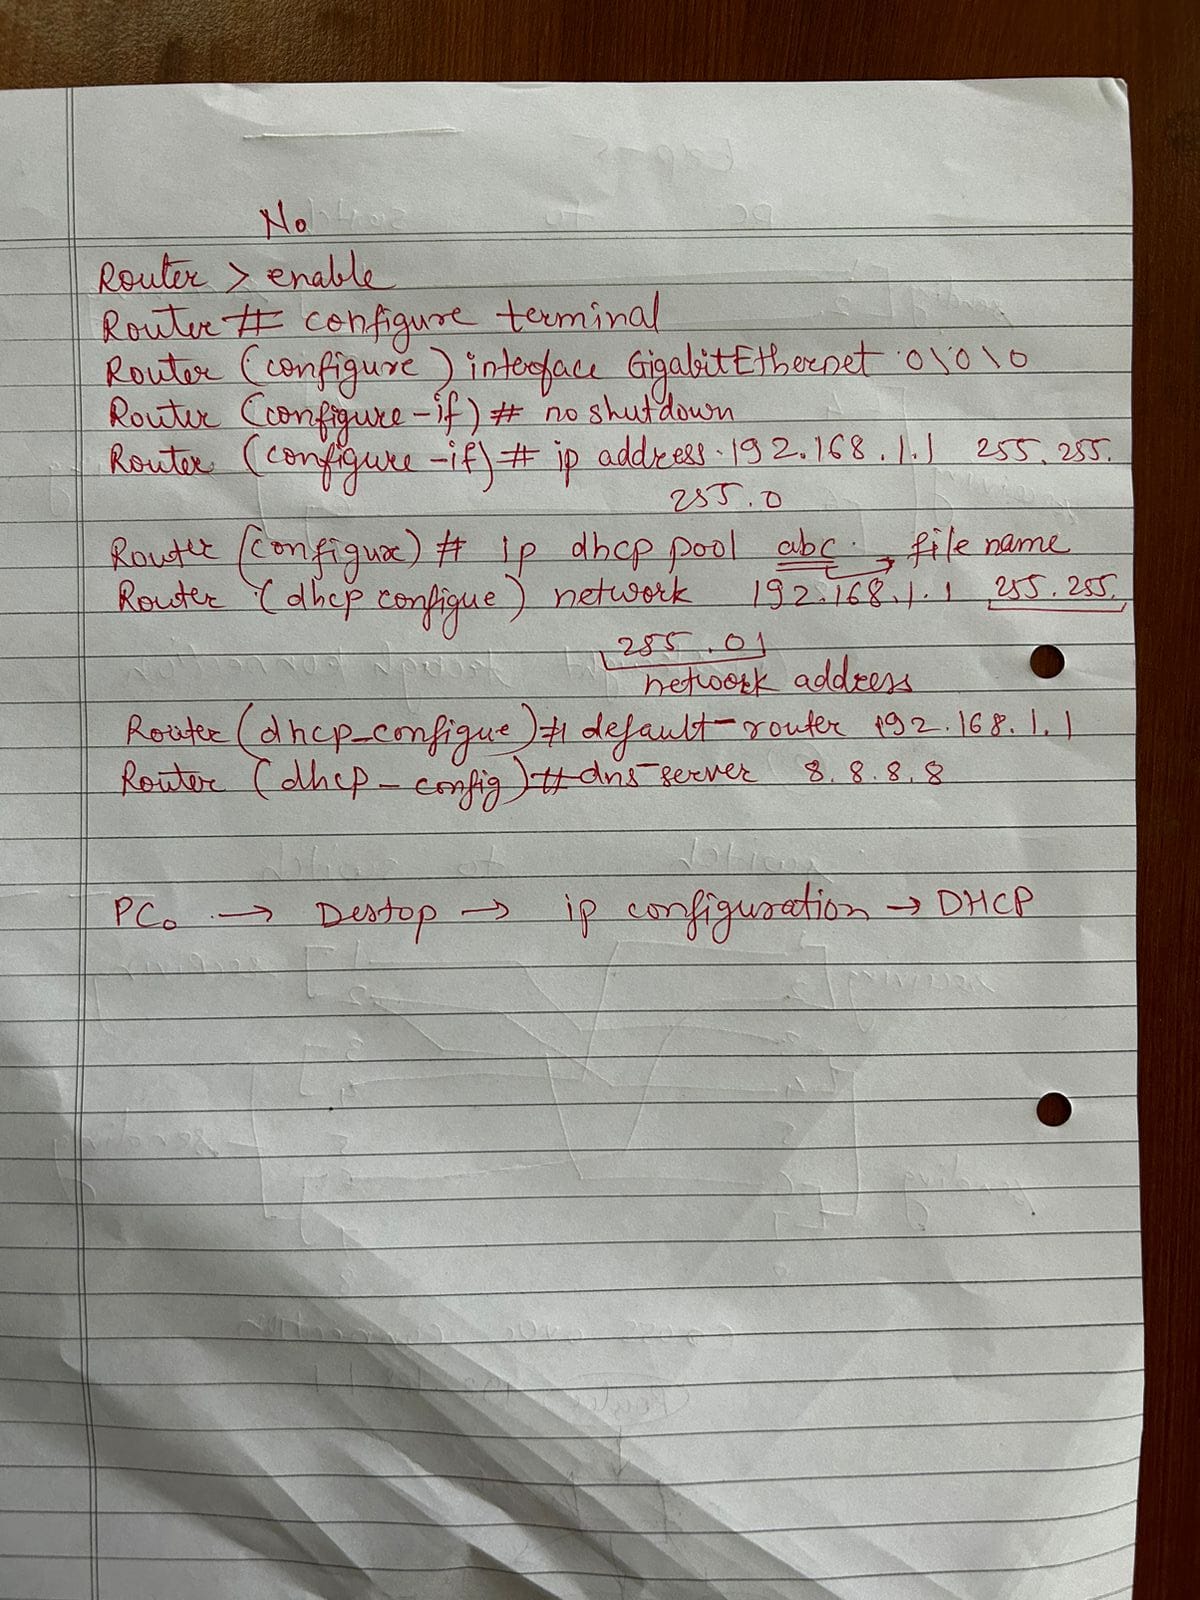 No
Router > enable
Router # configure terminal
Router (configure) interface GigabitEthernet 0\0\0
Router (configure-if) # no shutdown
Router (configure-if) # ip address 192.168.1.1 255.255.
255.0
Router (configure) # ip dhcp pool abc → file name
Router (dhcp configue) network 192.168.1.1 255.255.
255.0
network address
Router (dhcp-configue) # default-router 192.168.1.1
Router (dhcp-config) # dns-server 8.8.8.8
PC0 → Destop → ip configuration → DHCP